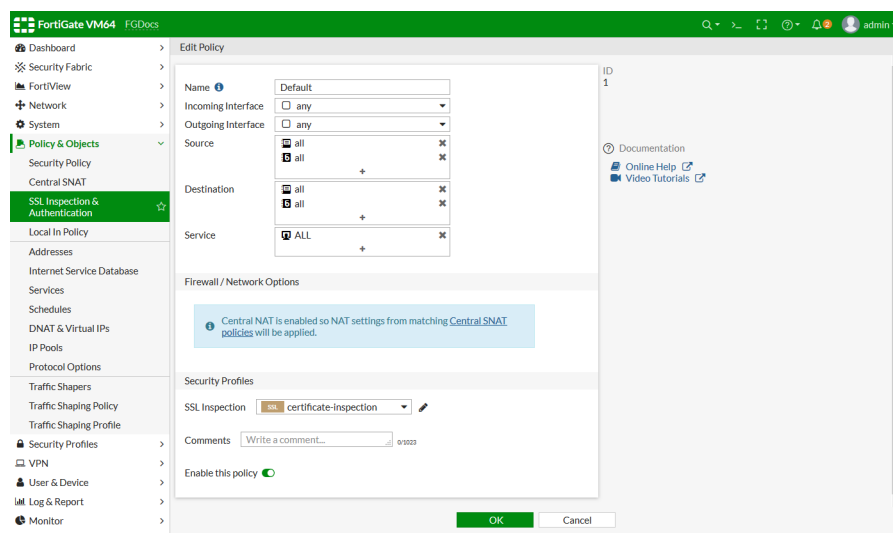 FortiGate VM64 FGDocs
>_
2
admin
Dashboard
Security Fabric
FortiView
Network
System
Policy & Objects
Security Policy
Central SNAT
SSL Inspection &
Authentication
Local In Policy
Addresses
Internet Service Database
Services
Schedules
DNAT & Virtual IPs
IP Pools
Protocol Options
Traffic Shapers
Traffic Shaping Policy
Traffic Shaping Profile
Security Profiles
VPN
User & Device
Log & Report
Monitor
Edit Policy
Name Default
Incoming Interface any
Outgoing Interface any
Source all
all
+
Destination all
all
+
Service ALL
+
Firewall / Network Options
Central NAT is enabled so NAT settings from matching Central SNAT
policies will be applied.
Security Profiles
SSL Inspection SSL certificate-inspection
Comments Write a comment... 0/1023
Enable this policy
OK Cancel
ID
1
Documentation
Online Help
Video Tutorials